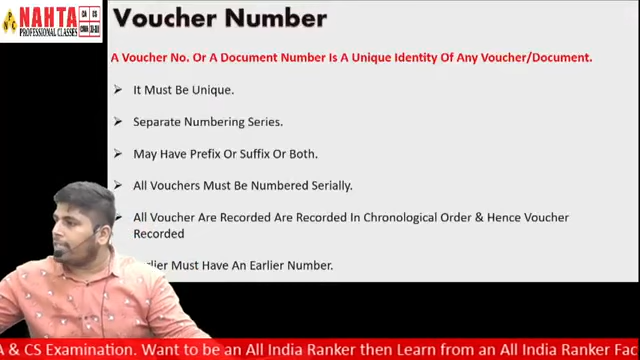 NAHTA
PROFESSIONAL CLASSES
Voucher Number
A Voucher No. Or A Document Number Is A Unique Identity Of Any Voucher/Document.
It Must Be Unique.
Separate Numbering Series.
May Have Prefix Or Suffix Or Both.
All Vouchers Must Be Numbered Serially.
All Voucher Are Recorded Are Recorded In Chronological Order & Hence Voucher
Recorded
Must Have An Earlier Number.
A & CS Examination. Want to be an All India Ranker then Learn from an All India Ranker Fac